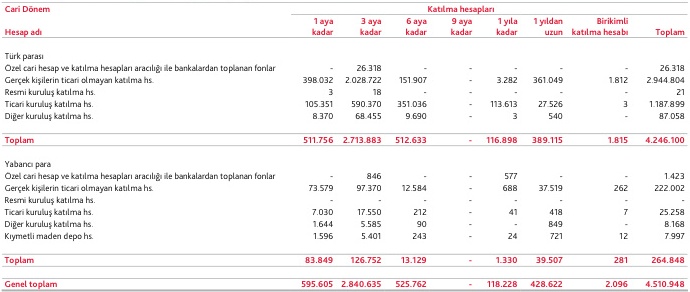 Cari Dönem Katılma hesapları
1 aya 3 aya 6 aya 9 aya 1 yıla 1 yıldan Birikimli
Hesap adı kadar kadar kadar kadar kadar uzun katılma hesabı Toplam
Türk parası
Özel cari hesap ve katılma hesapları aracılığı ile bankalardan toplanan fonlar - 26.318 - - - - - 26.318
Gerçek kişilerin ticari olmayan katılma hs. 398.032 2.028.722 151.907 - 3.282 361.049 1.812 2.944.804
Resmi kuruluş katılma hs. 3 18 - - - - - 21
Ticari kuruluş katılma hs. 105.351 590.370 351.036 - 113.613 27.526 3 1.187.899
Diğer kuruluş katılma hs. 8.370 68.455 9.690 - 3 540 - 87.058
Toplam 511.756 2.713.883 512.633 - 116.898 389.115 1.815 4.246.100
Yabancı para
Özel cari hesap ve katılma hesapları aracılığı ile bankalardan toplanan fonlar - 846 - - 577 - - 1.423
Gerçek kişilerin ticari olmayan katılma hs. 73.579 97.370 12.584 - 688 37.519 262 222.002
Resmi kuruluş katılma hs. - - - - - - - -
Ticari kuruluş katılma hs. 7.030 17.550 212 - 41 418 7 25.258
Diğer kuruluş katılma hs. 1.644 5.585 90 - - 849 - 8.168
Kıymetli maden depo hs. 1.596 5.401 243 - 24 721 12 7.997
Toplam 83.849 126.752 13.129 - 1.330 39.507 281 264.848
Genel toplam 595.605 2.840.635 525.762 - 118.228 428.622 2.096 4.510.948